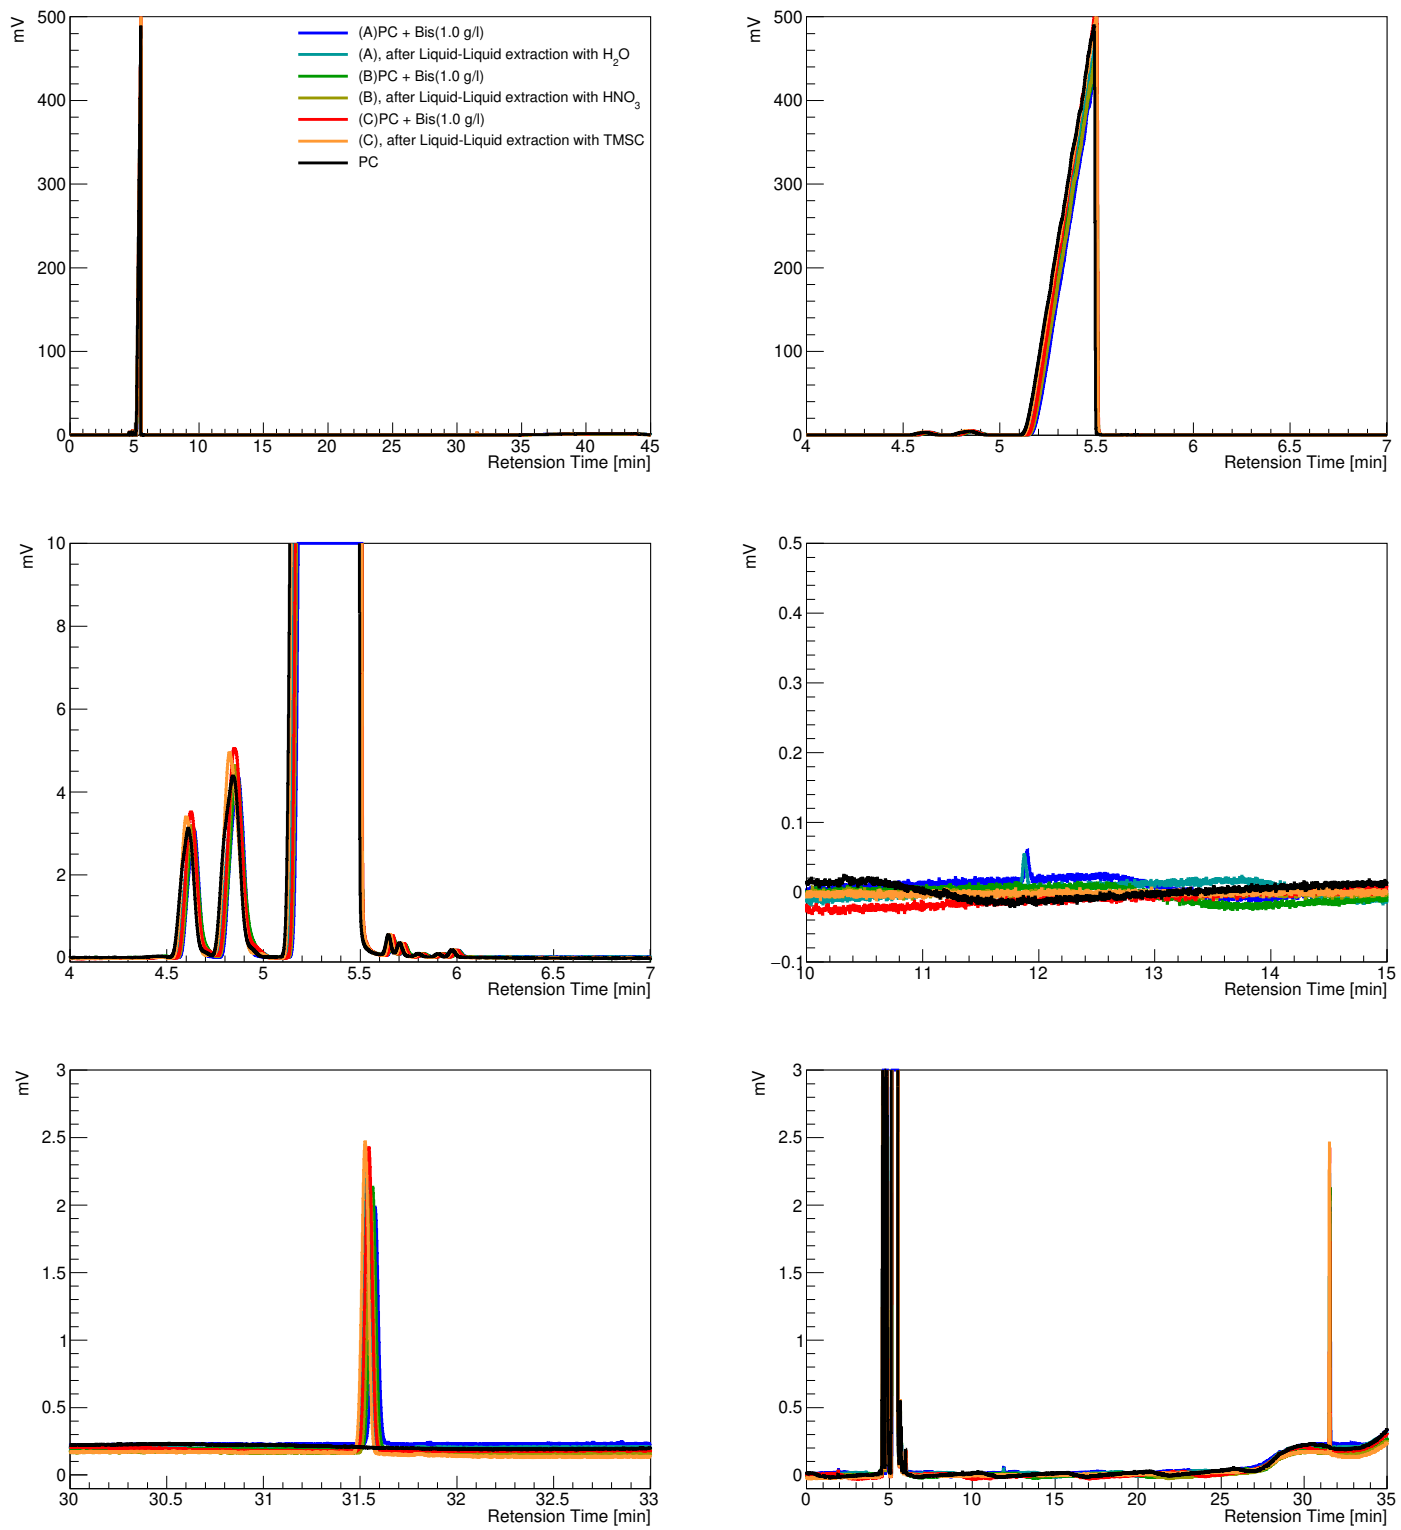 mV
500
400
300
200
100
0
0 5 10 15 20 25 30 35 40 45
Retension Time [min]
(A)PC + Bis(1.0 g/l)
(A), after Liquid-Liquid extraction with H2O
(B)PC + Bis(1.0 g/l)
(B), after Liquid-Liquid extraction with HNO3
(C)PC + Bis(1.0 g/l)
(C), after Liquid-Liquid extraction with TMSC
PC
mV
500
400
300
200
100
0
4 4.5 5 5.5 6 6.5 7
Retension Time [min]
mV
10
8
6
4
2
0
4 4.5 5 5.5 6 6.5 7
Retension Time [min]
mV
0.5
0.4
0.3
0.2
0.1
0
−0.1
10 11 12 13 14 15
Retension Time [min]
mV
3
2.5
2
1.5
1
0.5
0
30 30.5 31 31.5 32 32.5 33
Retension Time [min]
mV
3
2.5
2
1.5
1
0.5
0
0 5 10 15 20 25 30 35
Retension Time [min]